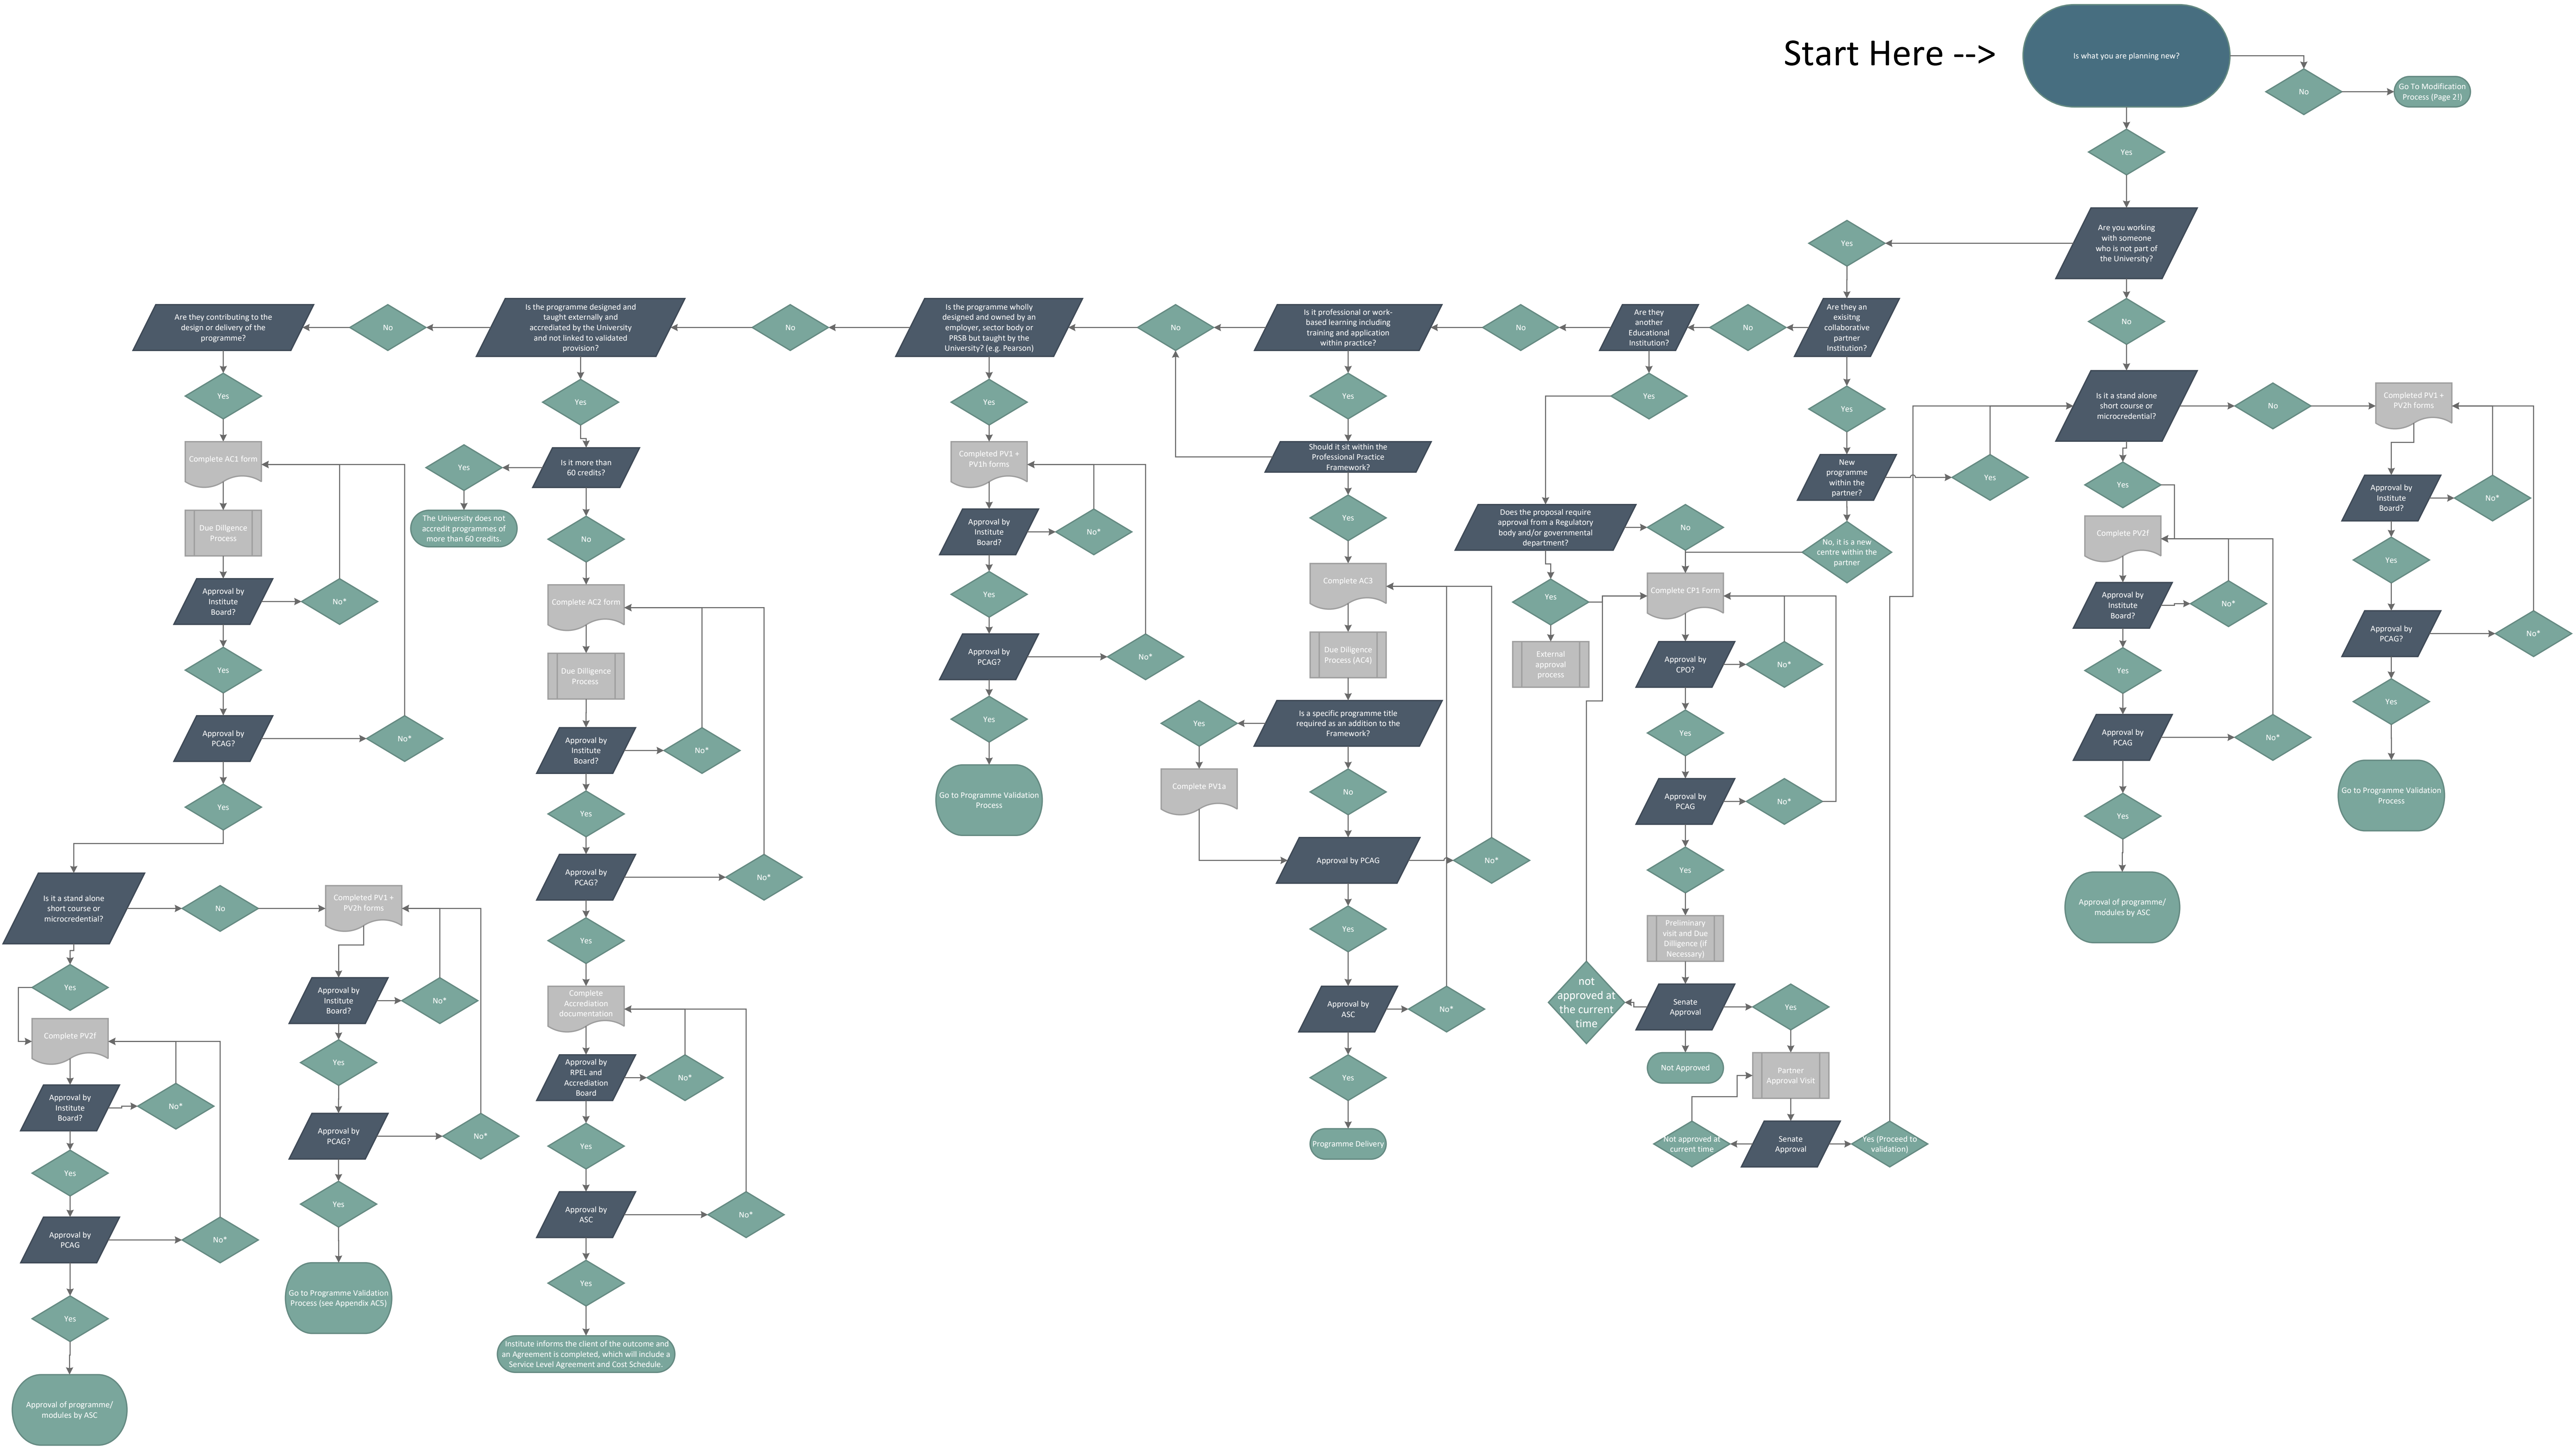 Start Here -->
Is what you are planning new?
No
Go To Modification
Process (Page 2!)
Yes
Are you working
with someone
who is not part of
the University?
Yes
No
Are they contributing to the
design or delivery of the
programme?
No
Is the programme designed and
taught externally and
accrediated by the University
and not linked to validated
provision?
No
Is the programme wholly
designed and owned by an
employer, sector body or
PRSB but taught by the
University? (e.g. Pearson)
No
Is it professional or work-
based learning including
training and application
within practice?
No
Are they
another
Educational
Institution?
No
Are they an
exisitng
collaborative
partner
Institution?
Yes
Complete AC1 form
Due Diligence
Process
Approval by
Institute
Board?
No*
Yes
Approval by
PCAG?
No*
Yes
Is it a stand alone
short course or
microcredential?
No
Completed PV1 +
PV2h forms
Approval by
Institute
Board?
No*
Yes
Approval by
PCAG?
No*
Yes
Go to Programme Validation
Process (see Appendix AC5)
Yes
Complete PV2f
Approval by
Institute
Board?
No*
Yes
Approval by
PCAG
No*
Yes
Approval of programme/
modules by ASC
Yes
Is it more than
60 credits?
Yes
The University does not
accredit programmes of
more than 60 credits.
No
Complete AC2 form
Due Diligence
Process
Approval by
Institute
Board?
No*
Yes
Approval by
PCAG?
No*
Yes
Complete
Accrediation
documentation
Approval by
RPEL and
Accrediation
Board
No*
Yes
Approval by
ASC
No*
Yes
Institute informs the client of the outcome and
an Agreement is completed, which will include a
Service Level Agreement and Cost Schedule.
Yes
Completed PV1 +
PV1h forms
Approval by
Institute
Board?
No*
Yes
Approval by
PCAG?
No*
Yes
Go to Programme Validation
Process
Yes
Should it sit within the
Professional Practice
Framework?
Yes
Complete AC3
Due Diligence
Process (AC4)
Is a specific programme title
required as an addition to the
Framework?
Yes
Complete PV1a
No
Approval by PCAG
No*
Yes
Approval by
ASC
No*
Yes
Programme Delivery
Yes
Does the proposal require
approval from a Regulatory
body and/or governmental
department?
No
Yes
External
approval
process
Yes
New
programme
within the
partner?
Yes
No, it is a new
centre within the
partner
Complete CP1 Form
Approval by
CPO?
No*
Yes
Approval by
PCAG
No*
Yes
Preliminary
visit and Due
Dilligence (if
Necessary)
Senate
Approval
not
approved at
the current
time
Not Approved
Yes
Partner
Approval Visit
Senate
Approval
Not approved at
current time
Yes (Proceed to
validation)
Is it a stand alone
short course or
microcredential?
No
Completed PV1 +
PV2h forms
Approval by
Institute
Board?
No*
Yes
Approval by
PCAG?
No*
Yes
Go to Programme Validation
Process
Yes
Complete PV2f
Approval by
Institute
Board?
No*
Yes
Approval by
PCAG
No*
Yes
Approval of programme/
modules by ASC